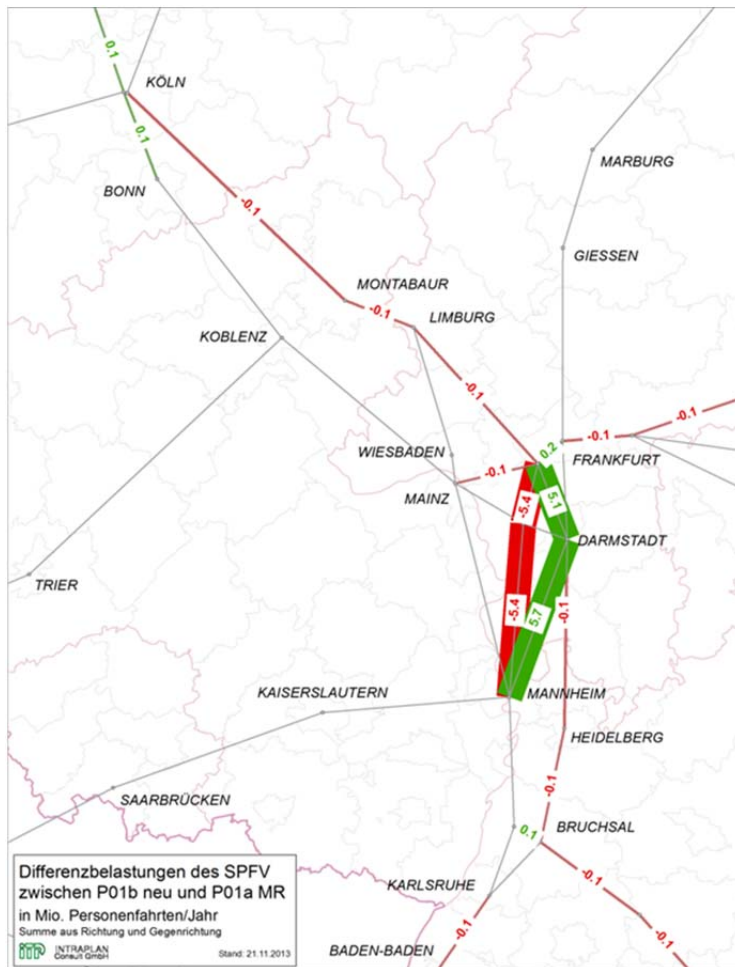 0.1
KÖLN
0.1
MARBURG
BONN
-0.1
GIESSEN
MONTABAUR
-0.1
LIMBURG
KOBLENZ
-0.1
-0.1
-0.1
0.2
WIESBADEN
FRANKFURT
-0.1
MAINZ
5.1
-5.4
DARMSTADT
TRIER
-0.1
-5.4
5.7
KAISERSLAUTERN
MANNHEIM
HEIDELBERG
-0.1
SAARBRÜCKEN
0.1
BRUCHSAL
-0.1
KARLSRUHE
-0.1
-0.1
BADEN-BADEN
Differenzbelastungen des SPFV
zwischen P01b neu und P01a MR
in Mio. Personenfahrten/Jahr
Summe aus Richtung und Gegenrichtung
ITP INTRAPLAN
Consult GmbH
Stand: 21.11.2013